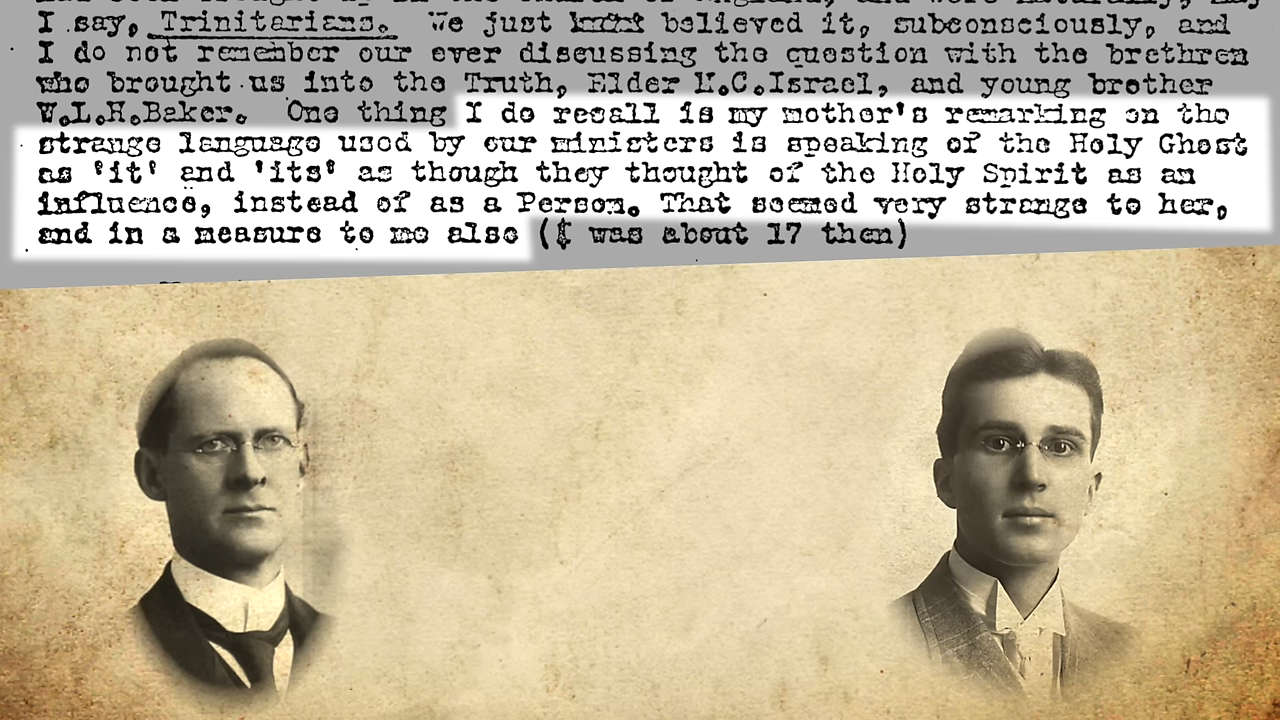 I say, Trinitarians. We just believed it, subconsciously, and
I do not remember our ever discussing the question with the brethren
who brought us into the Truth, Elder M.C.Israel, and young brother
W.L.H.Baker. One thing I do recall is my mother's remarking on the
strange language used by our ministers is speaking of the Holy Ghost
as 'it' and 'its' as though they thought of the Holy Spirit as an
influence, instead of as a Person. That seemed very strange to her,
and in a measure to me also (I was about 17 then)